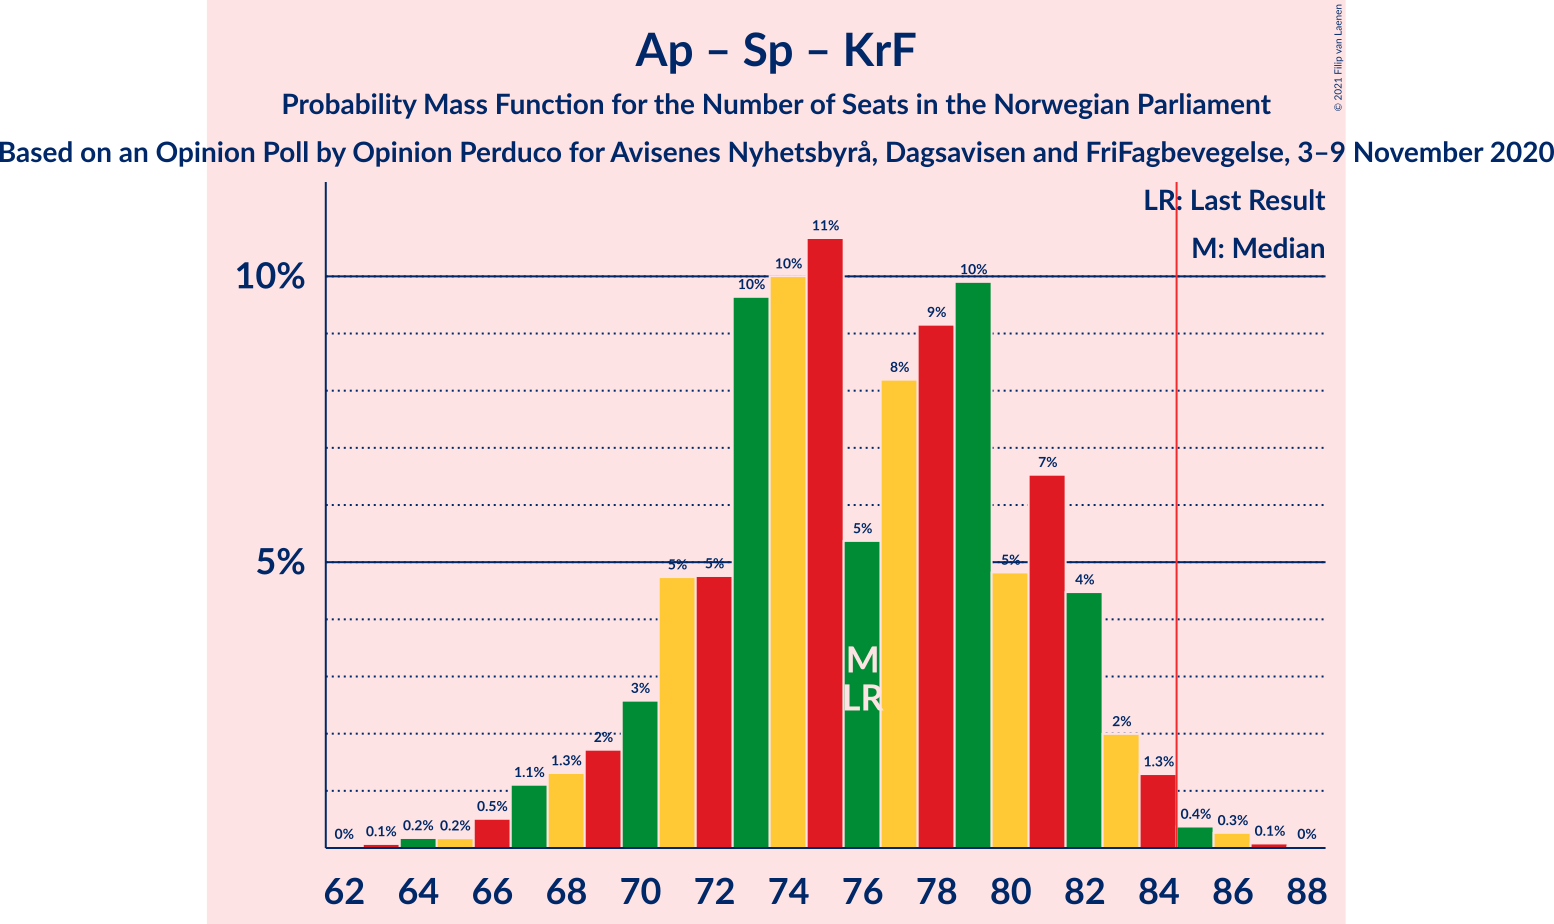 Ap – Sp – KrF
Probability Mass Function for the Number of Seats in the Norwegian Parliament
Based on an Opinion Poll by Opinion Perduco for Avisenes Nyhetsbyrå, Dagsavisen and FriFagbevegelse, 3–9 November 2020
© 2021 Filip van Laenen
LR: Last Result
M: Median
10%
5%
0% 0.1% 0.2% 0.2% 0.5% 1.1% 1.3% 2% 3% 5% 5% 10% 10% 11% 5% 8% 9% 10% 5% 7% 4% 2% 1.3% 0.4% 0.3% 0.1% 0%
M
LR
62 64 66 68 70 72 74 76 78 80 82 84 86 88